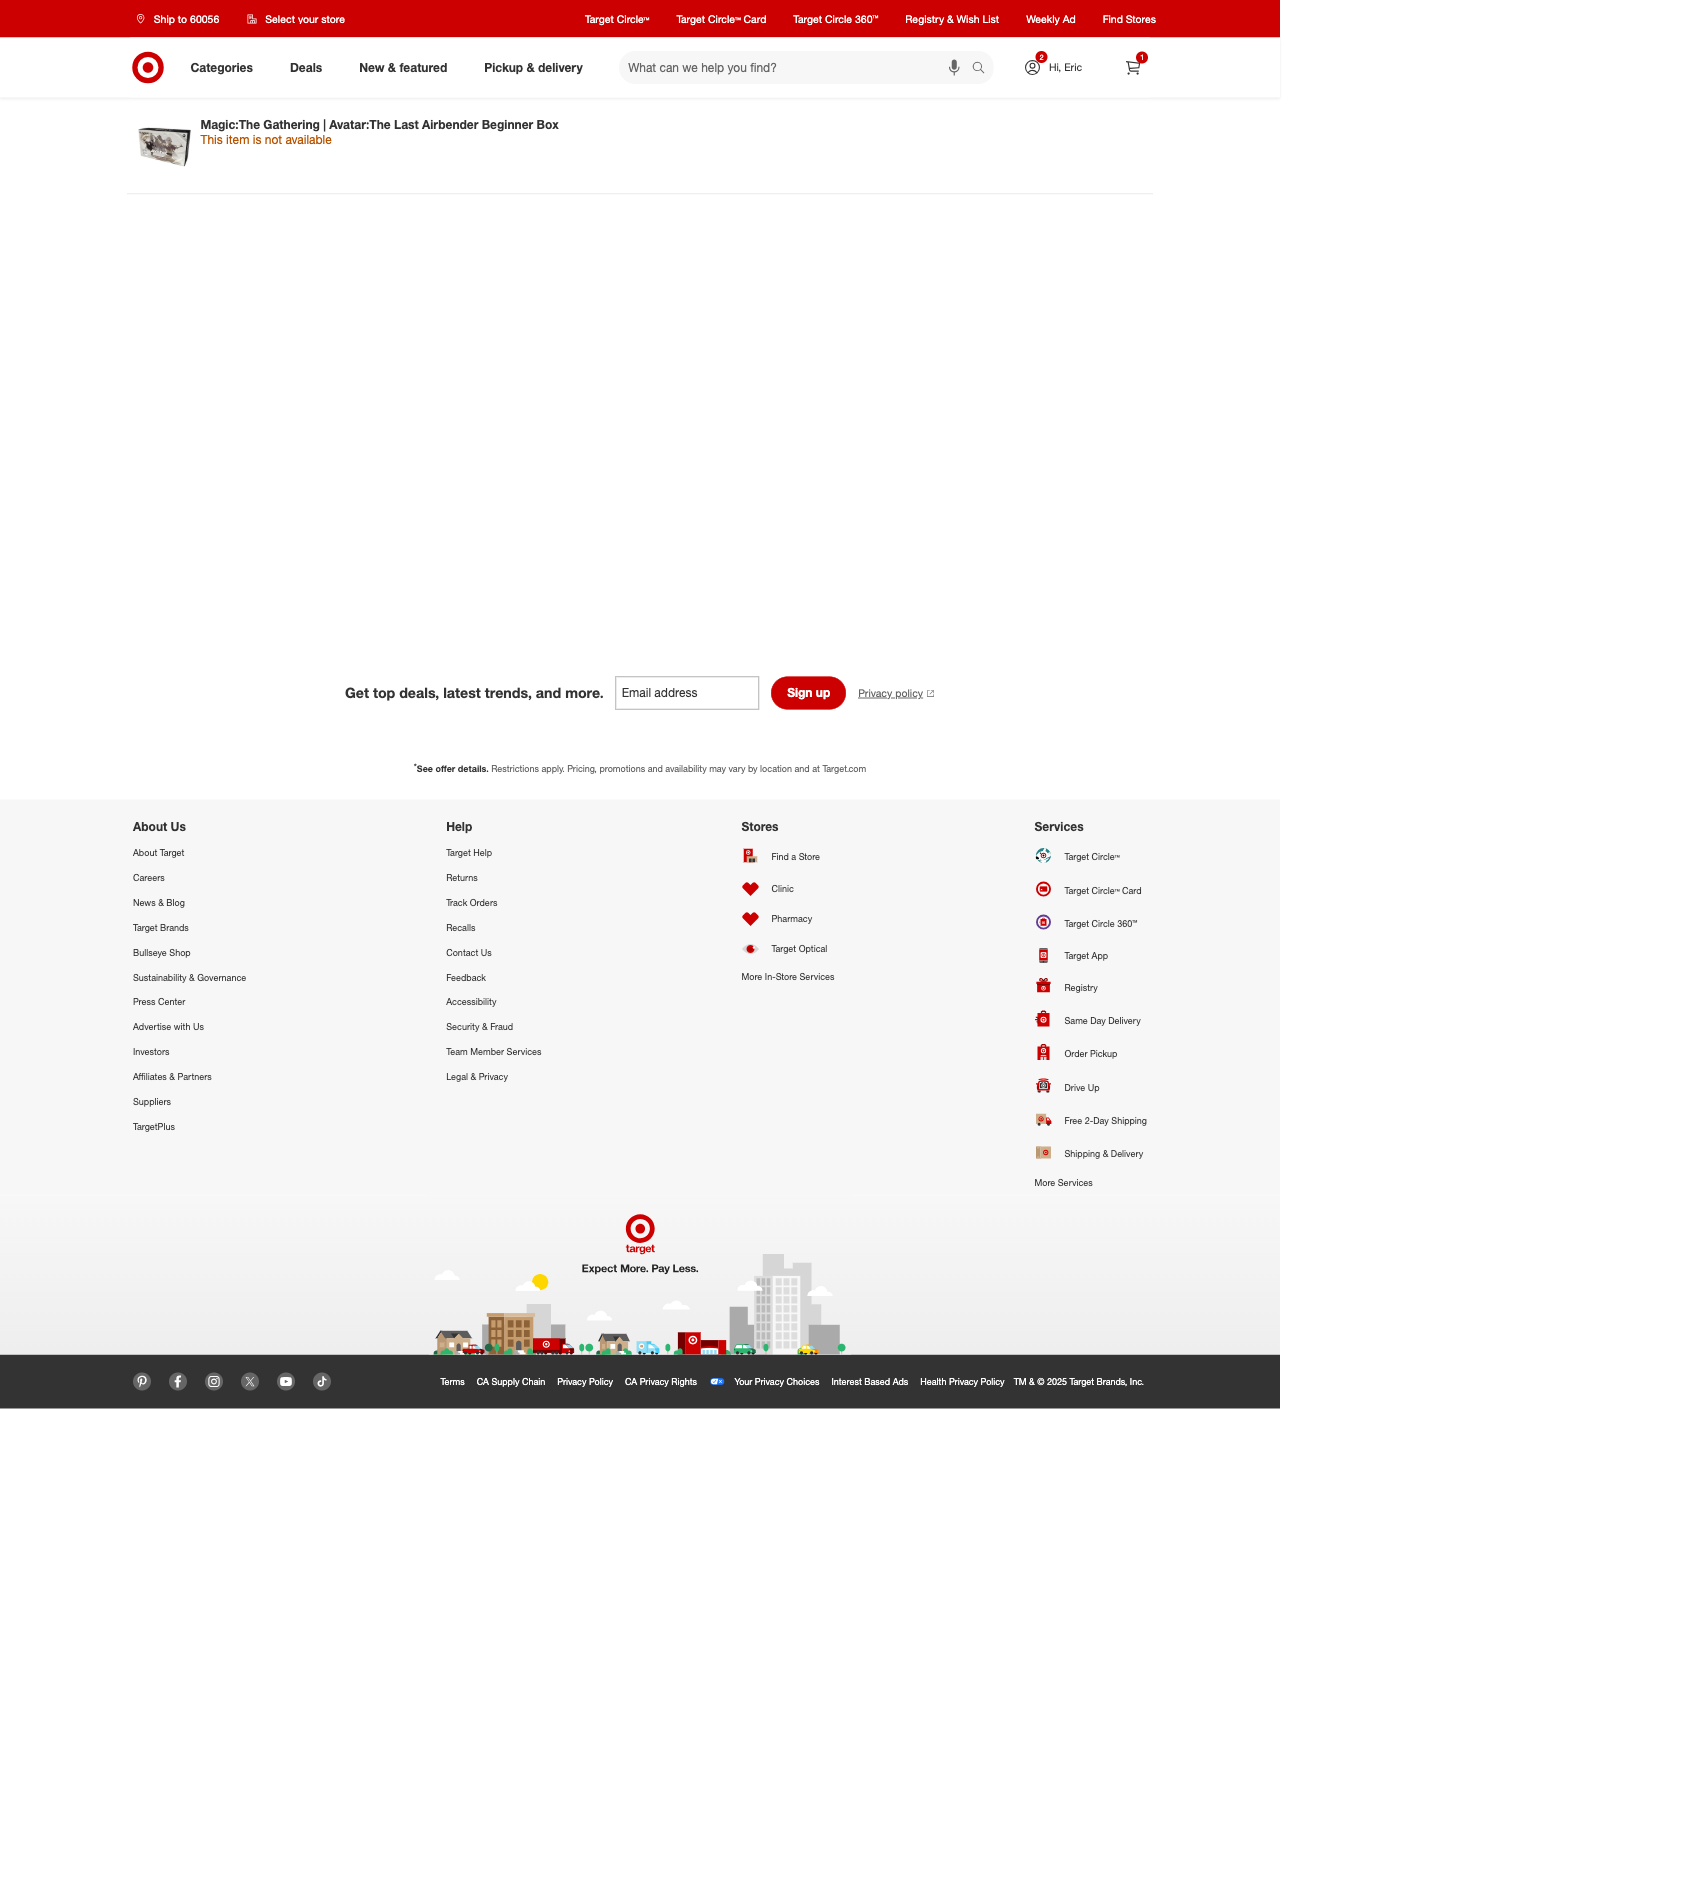 Ship to 60056
Select your store
Target Circle™
Target Circle™ Card
Target Circle 360™
Registry & Wish List
Weekly Ad
Find Stores
Categories
Deals
New & featured
Pickup & delivery
What can we help you find?
2
Hi, Eric
1
Magic:The Gathering | Avatar:The Last Airbender Beginner Box
This item is not available
Get top deals, latest trends, and more.
Email address
Sign up
Privacy policy
*See offer details. Restrictions apply. Pricing, promotions and availability may vary by location and at Target.com
About Us
About Target
Careers
News & Blog
Target Brands
Bullseye Shop
Sustainability & Governance
Press Center
Advertise with Us
Investors
Affiliates & Partners
Suppliers
TargetPlus
Help
Target Help
Returns
Track Orders
Recalls
Contact Us
Feedback
Accessibility
Security & Fraud
Team Member Services
Legal & Privacy
Stores
Find a Store
Clinic
Pharmacy
Target Optical
More In-Store Services
Services
Target Circle™
Target Circle™ Card
Target Circle 360™
Target App
Registry
Same Day Delivery
Order Pickup
Drive Up
Free 2-Day Shipping
Shipping & Delivery
More Services
target
Expect More. Pay Less.
Terms
CA Supply Chain
Privacy Policy
CA Privacy Rights
Your Privacy Choices
Interest Based Ads
Health Privacy Policy
TM & © 2025 Target Brands, Inc.